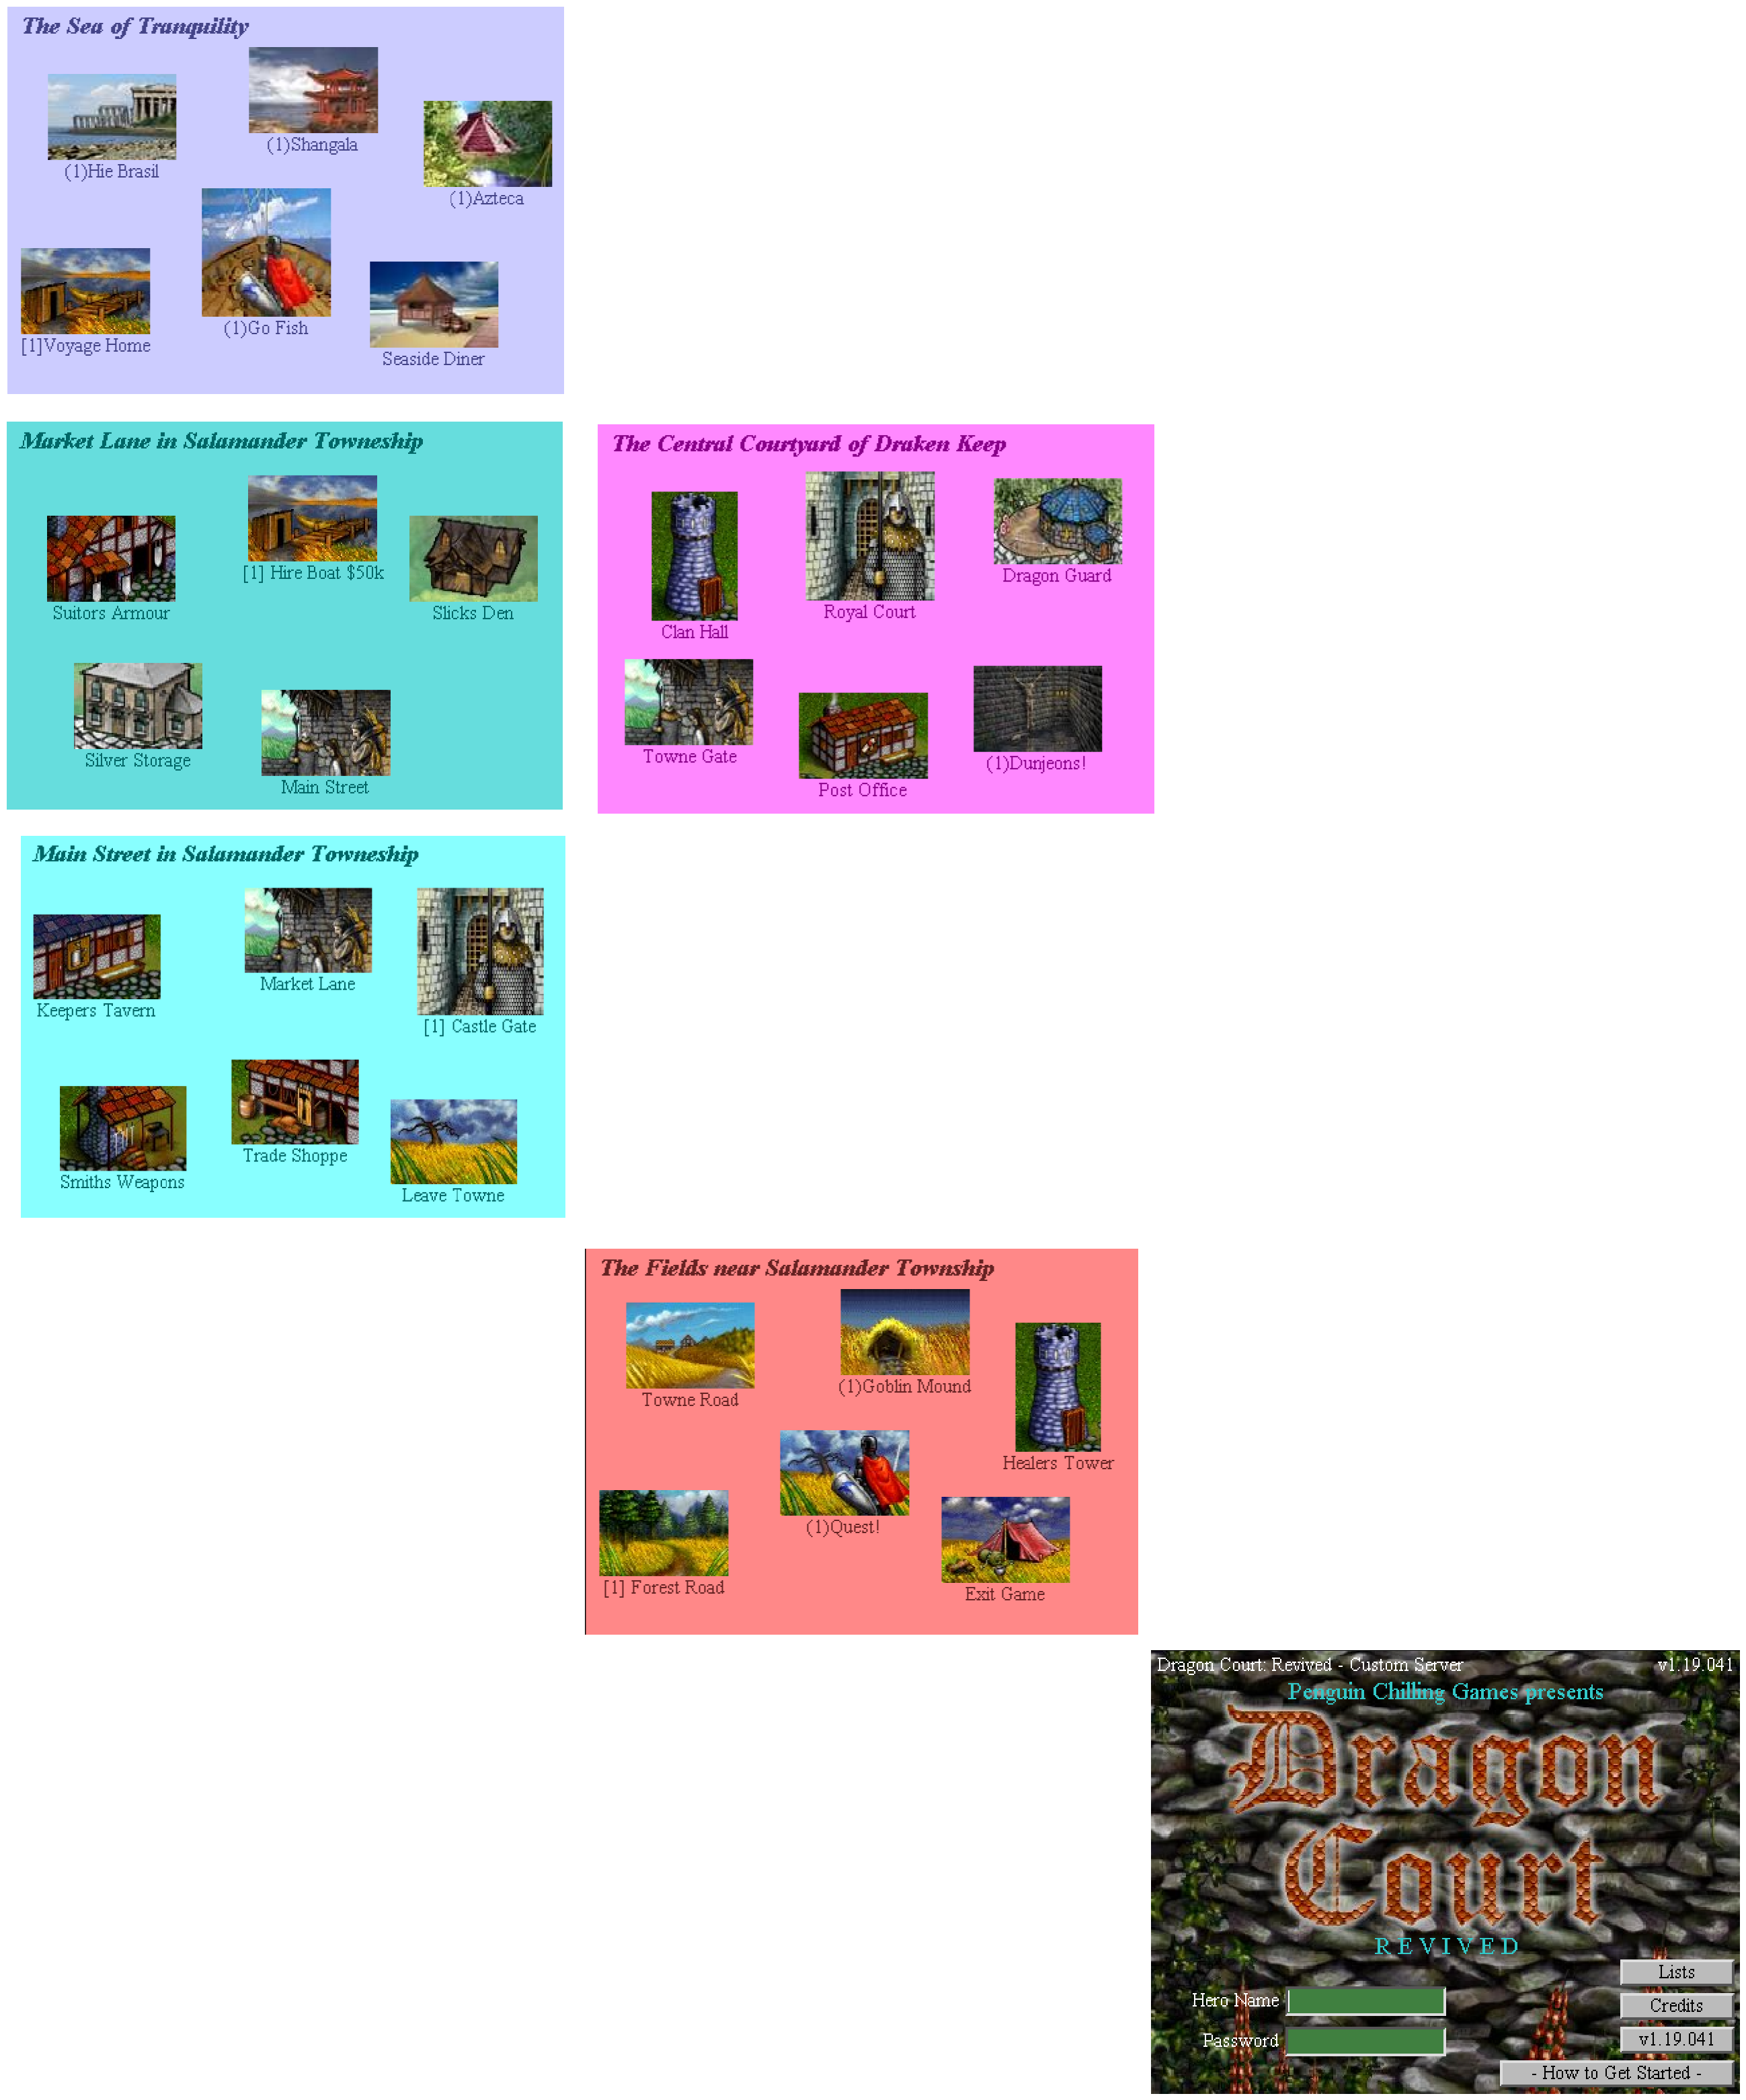 The Sea of Tranquility
(1)Shangala
(1)Hie Brasil
(1)Azteca
(1)Go Fish
[1]Voyage Home
Seaside Diner
Market Lane in Salamander Towneship
[1] Hire Boat $50k
Suitors Armour
Slicks Den
Silver Storage
Main Street
The Central Courtyard of Draken Keep
Dragon Guard
Royal Court
Clan Hall
Towne Gate
(1)Dunjeons!
Post Office
Main Street in Salamander Towneship
Market Lane
Keepers Tavern
[1] Castle Gate
Trade Shoppe
Smiths Weapons
Leave Towne
The Fields near Salamander Township
(1)Goblin Mound
Towne Road
Healers Tower
(1)Quest!
[1] Forest Road
Exit Game
Dragon Court: Revived - Custom Server
v1.19.041
Penguin Chilling Games presents
Dragon
Court
REVIVED
Lists
Hero Name
Credits
Password
v1.19.041
- How to Get Started -